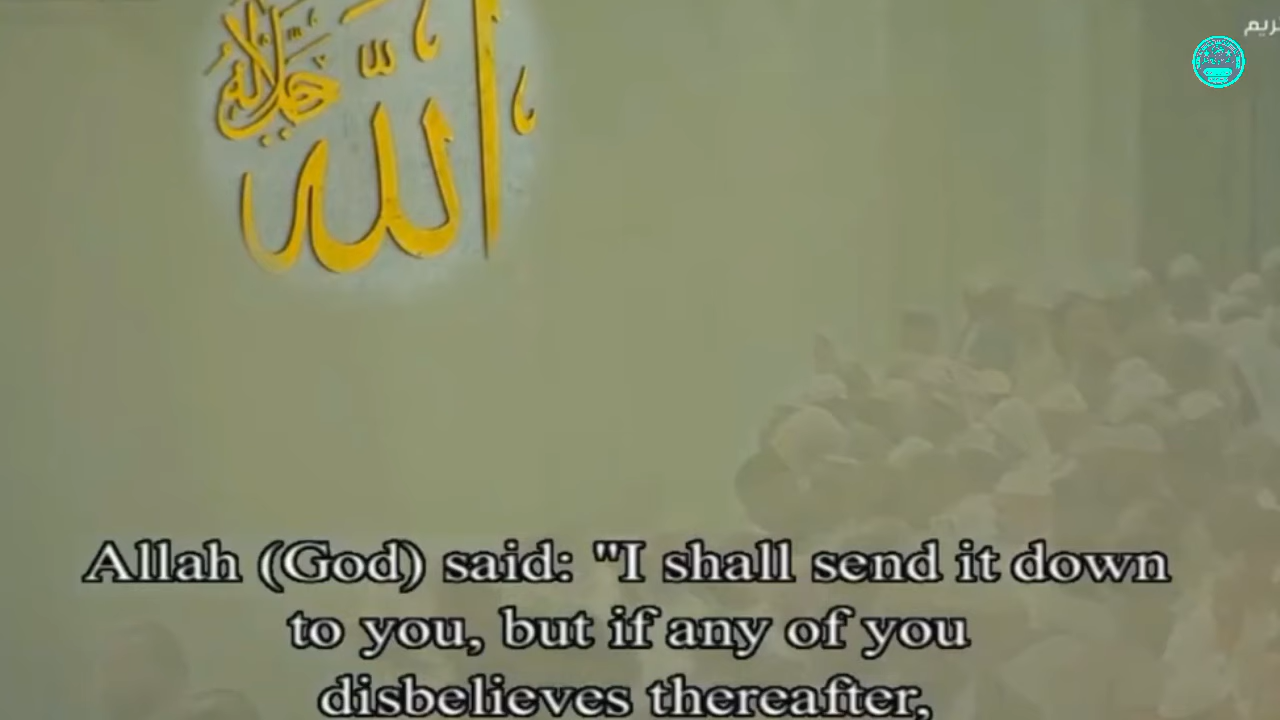 الله
جل جلاله
Allah (God) said: "I shall send it down
to you, but if any of you
disbelieves thereafter,